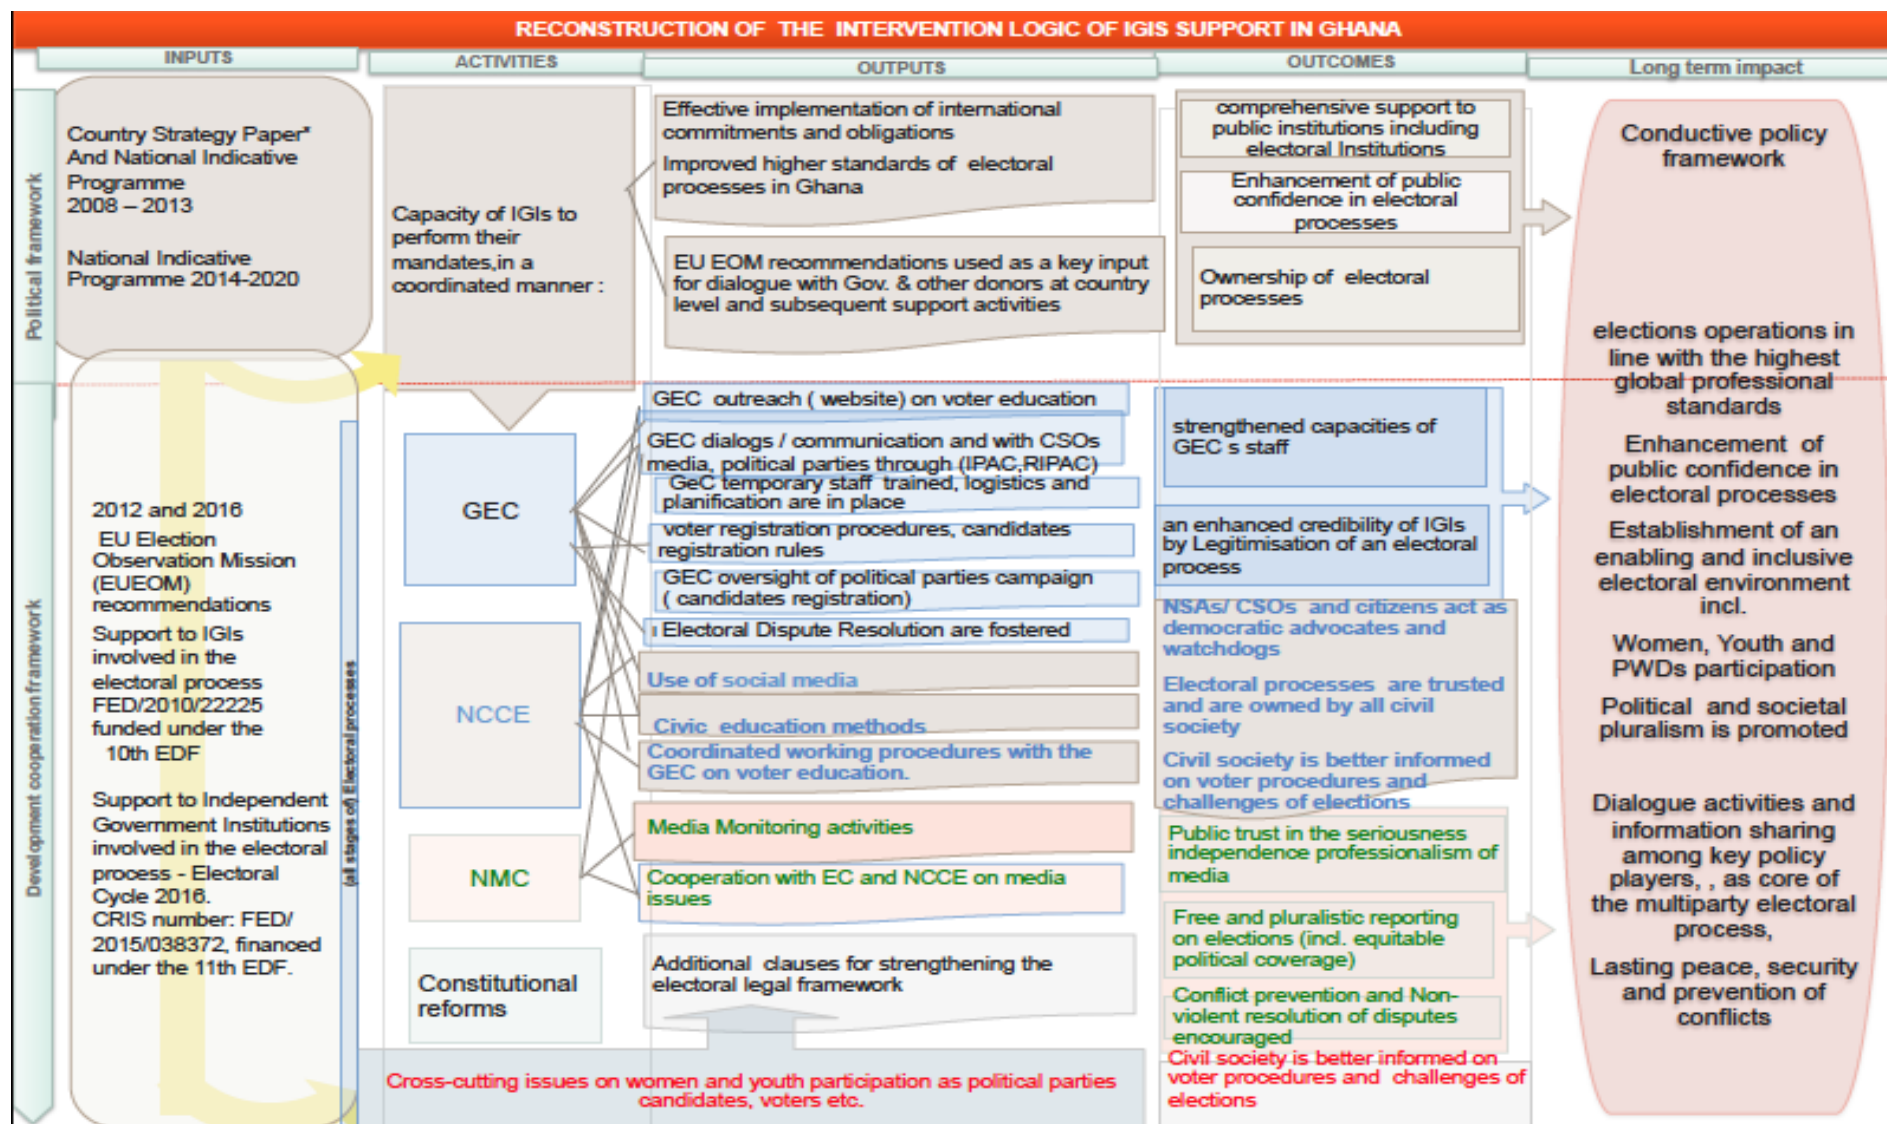 RECONSTRUCTION OF THE INTERVENTION LOGIC OF IGIS SUPPORT IN GHANA
INPUTS
ACTIVITIES
OUTPUTS
OUTCOMES
Long term impact
Political framework
Development cooperation framework
Country Strategy Paper*
And National Indicative
Programme
2008 – 2013
National Indicative
Programme 2014-2020
2012 and 2016
EU Election
Observation Mission
(EUEOM)
recommendations
Support to IGIs
involved in the
electoral process
FED/2010/22225
funded under the
10th EDF
Support to Independent
Government Institutions
involved in the electoral
process - Electoral
Cycle 2016.
CRIS number: FED/
2015/038372, financed
under the 11th EDF.
(all stages of) Electoral processes
Capacity of IGIs to
perform their
mandates,in a
coordinated manner :
GEC
NCCE
NMC
Constitutional
reforms
Effective implementation of international
commitments and obligations
Improved higher standards of electoral
processes in Ghana
EU EOM recommendations used as a key input
for dialogue with Gov. & other donors at country
level and subsequent support activities
GEC outreach ( website) on voter education
GEC dialogs / communication and with CSOs
media, political parties through (IPAC,RIPAC)
GeC temporary staff trained, logistics and
planification are in place
voter registration procedures, candidates
registration rules
GEC oversight of political parties campaign
( candidates registration)
Electoral Dispute Resolution are fostered
Use of social media
Civic education methods
Coordinated working procedures with the
GEC on voter education.
Media Monitoring activities
Cooperation with EC and NCCE on media
issues
Additional clauses for strengthening the
electoral legal framework
Cross-cutting issues on women and youth participation as political parties
candidates, voters etc.
comprehensive support to
public institutions including
electoral Institutions
Enhancement of public
confidence in electoral
processes
Ownership of electoral
processes
strengthened capacities of
GEC s staff
an enhanced credibility of IGIs
by Legitimisation of an electoral
process
NSAs/ CSOs and citizens act as
democratic advocates and
watchdogs
Electoral processes are trusted
and are owned by all civil
society
Civil society is better informed
on voter procedures and
challenges of elections
Public trust in the seriousness
independence professionalism of
media
Free and pluralistic reporting
on elections (incl. equitable
political coverage)
Conflict prevention and Non-
violent resolution of disputes
encouraged
Civil society is better informed on
voter procedures and challenges of
elections
Conductive policy
framework
elections operations in
line with the highest
global professional
standards
Enhancement of
public confidence in
electoral processes
Establishment of an
enabling and inclusive
electoral environment
incl.
Women, Youth and
PWDs participation
Political and societal
pluralism is promoted
Dialogue activities and
information sharing
among key policy
players, , as core of
the multiparty electoral
process,
Lasting peace, security
and prevention of
conflicts